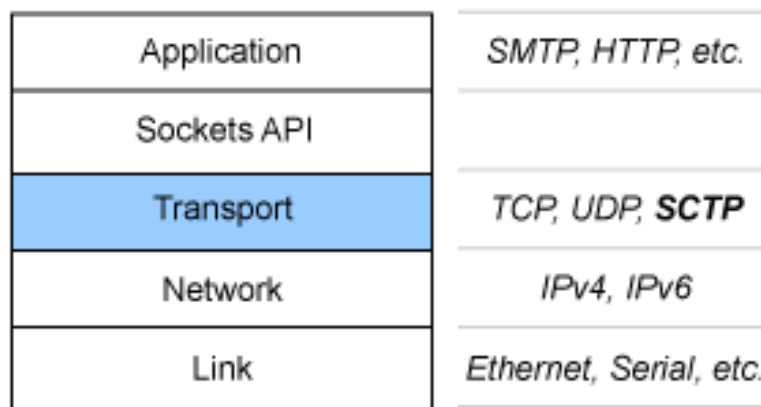 Application SMTP, HTTP, etc.
Sockets API
Transport TCP, UDP, SCTP
Network IPv4, IPv6
Link Ethernet, Serial, etc.